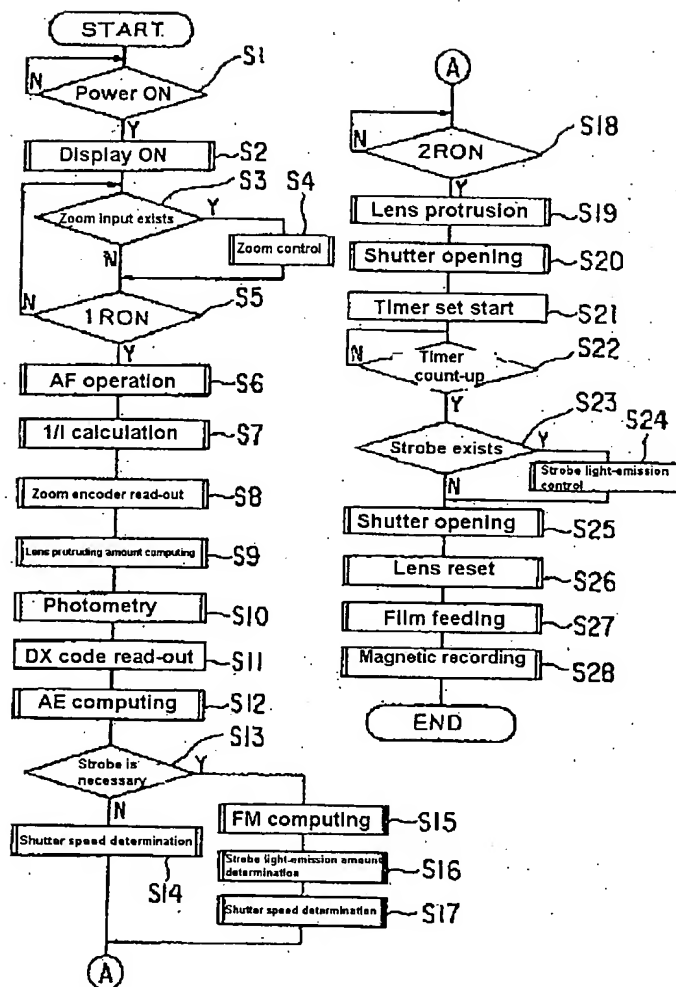 START
N
S1
Power ON
Y
Display ON
S2
S3
S4
Zoom input exists
Y
Zoom control
N
N
S5
1RON
Y
AF operation
S6
1/l calculation
S7
Zoom encoder read-out
S8
Lens protruding amount computing
S9
Photometry
S10
DX code read-out
S11
AE computing
S12
S13
Strobe is
necessary
Y
N
Shutter speed determination
S14
FM computing
S15
Strobe light-emission amount
determination
S16
Shutter speed determination
S17
A
A
S18
N
2RON
Y
Lens protrusion
S19
Shutter opening
S20
Timer set start
S21
N
S22
Timer
count-up
Y
S23
S24
Strobe exists
Y
Strobe light-emission
control
N
Shutter opening
S25
Lens reset
S26
Film feeding
S27
Magnetic recording
S28
END